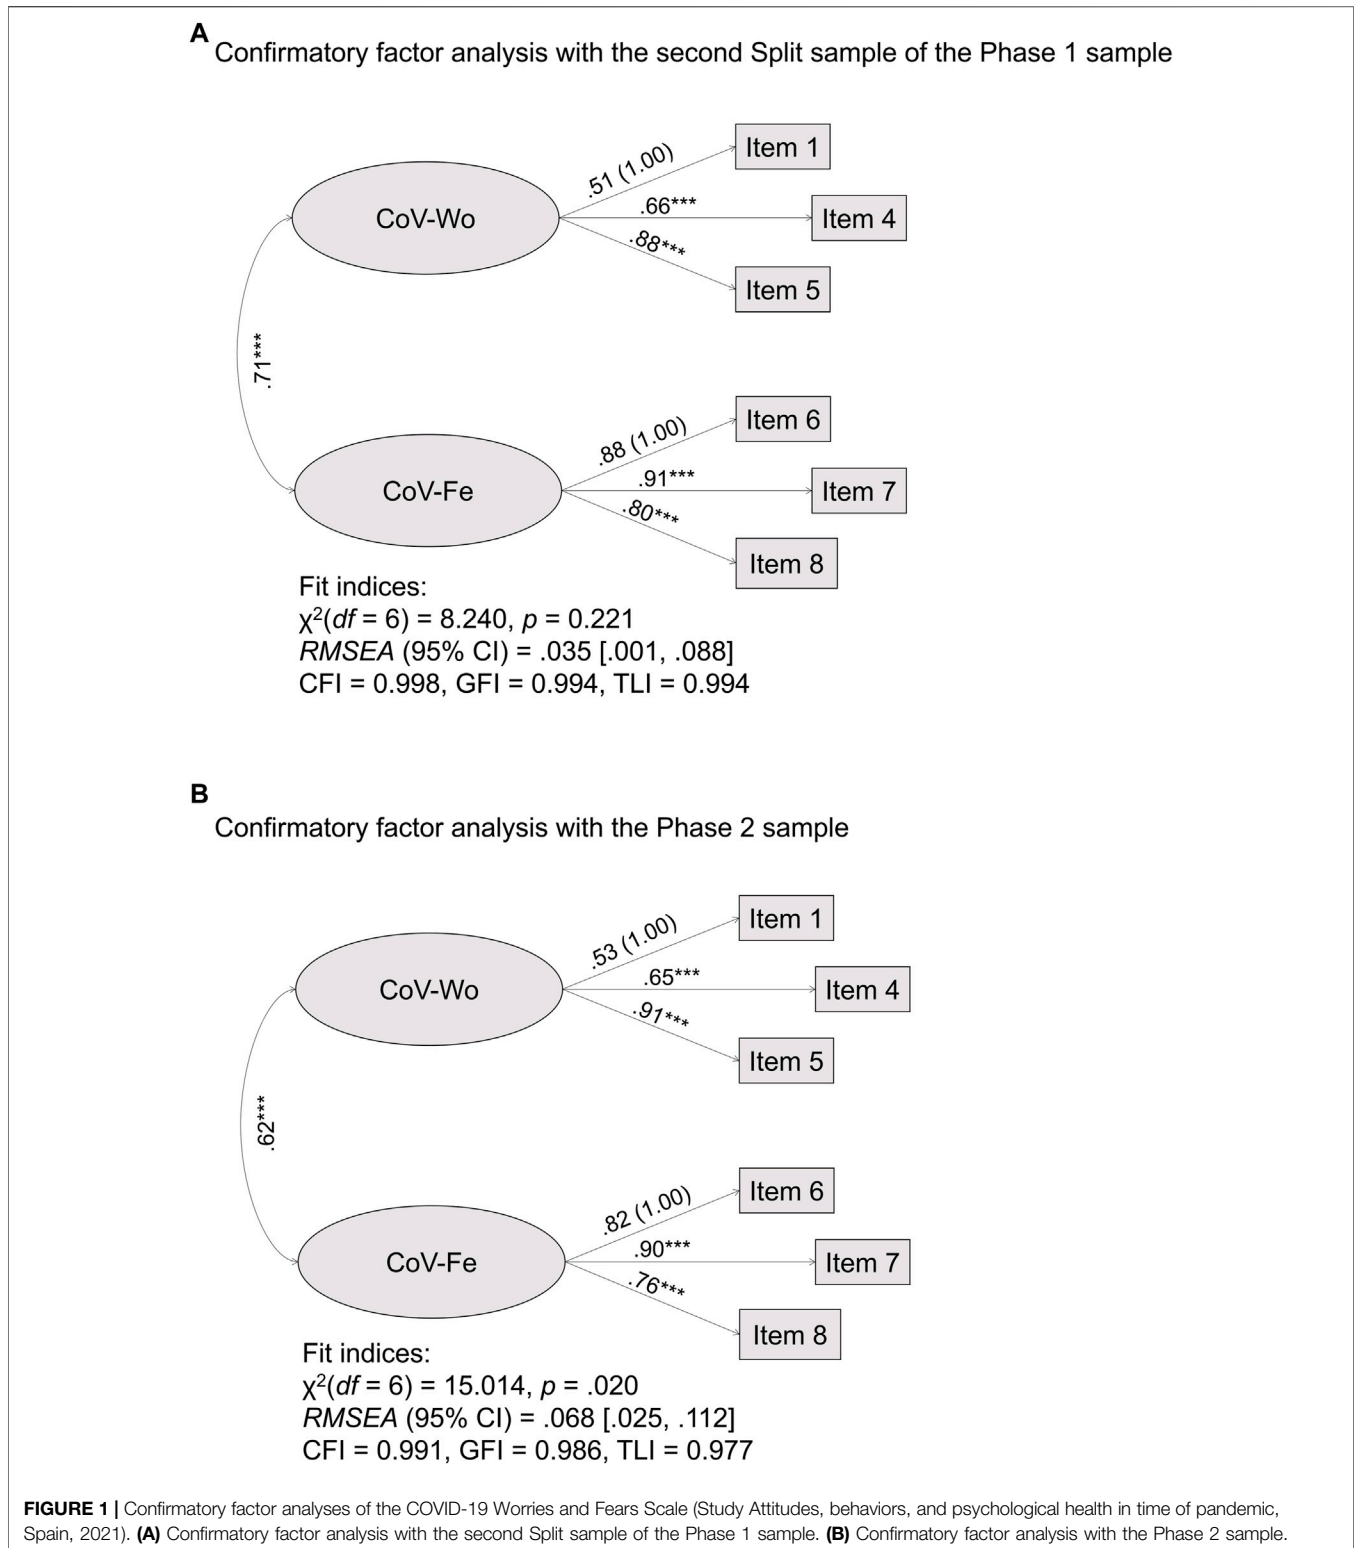 A
Confirmatory factor analysis with the second Split sample of the Phase 1 sample
Item 1
.51 (1.00)
CoV-Wo
.66***
Item 4
.88***
Item 5
.71***
Item 6
.88 (1.00)
CoV-Fe
.91***
Item 7
.80***
Item 8
Fit indices:
χ²(df = 6) = 8.240, p = 0.221
RMSEA (95% CI) = .035 [.001, .088]
CFI = 0.998, GFI = 0.994, TLI = 0.994
B
Confirmatory factor analysis with the Phase 2 sample
Item 1
.53 (1.00)
CoV-Wo
.65***
Item 4
.91***
Item 5
.62***
Item 6
.82 (1.00)
CoV-Fe
.90***
Item 7
.76***
Item 8
Fit indices:
χ²(df = 6) = 15.014, p = .020
RMSEA (95% CI) = .068 [.025, .112]
CFI = 0.991, GFI = 0.986, TLI = 0.977
FIGURE 1 | Confirmatory factor analyses of the COVID-19 Worries and Fears Scale (Study Attitudes, behaviors, and psychological health in time of pandemic,
Spain, 2021). (A) Confirmatory factor analysis with the second Split sample of the Phase 1 sample. (B) Confirmatory factor analysis with the Phase 2 sample.